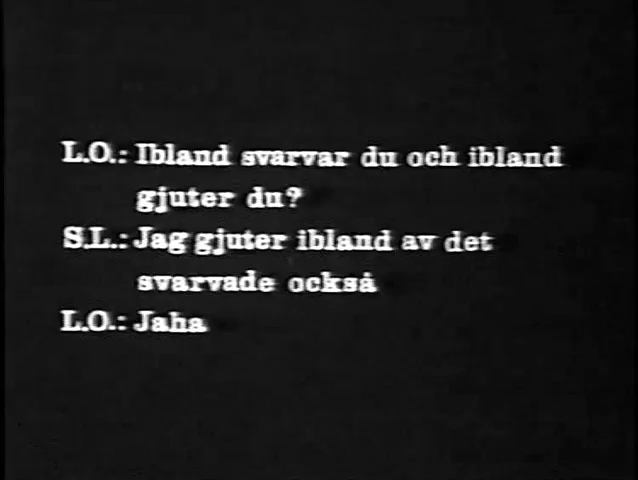 L.O.: Ibland svarvar du och ibland
gjuter du?
S.L.: Jag gjuter ibland av det
svarvade också
L.O.: Jaha